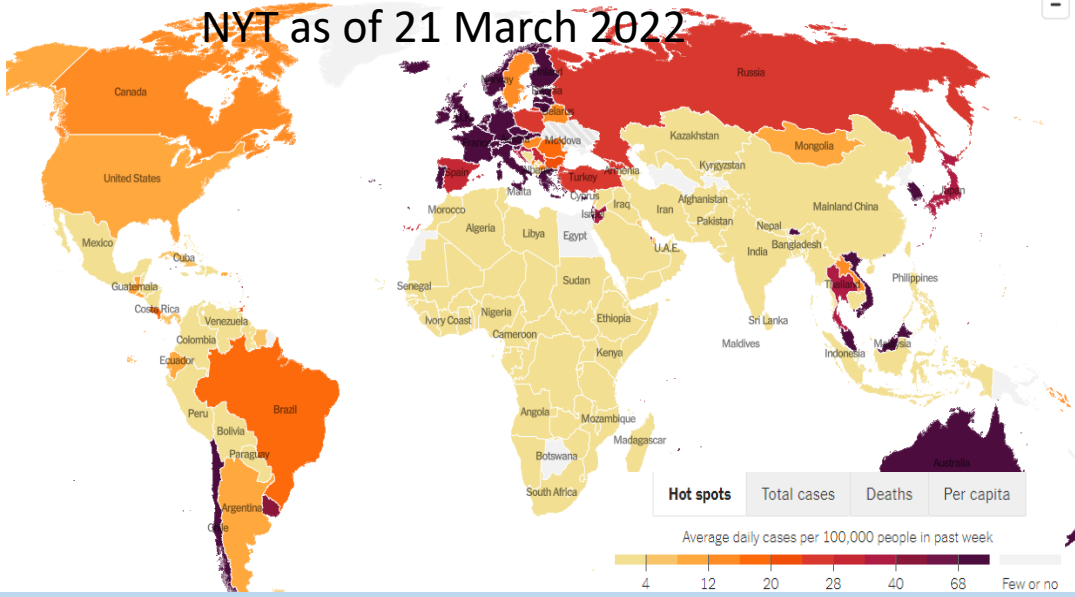 NYT as of 21 March 2022
Canada
United States
Mexico
Cuba
Guatemala
Costa Rica
Venezuela
Colombia
Ecuador
Peru
Brazil
Bolivia
Paraguay
Argentina
Chile
Norway
Belarus
Moldova
Spain
Malta
Turkey
Cyprus
Armenia
Israel
Russia
Kazakhstan
Mongolia
Kyrgyzstan
Afghanistan
Iraq
Iran
Pakistan
Nepal
Mainland China
Japan
India
Bangladesh
U.A.E.
Morocco
Algeria
Libya
Egypt
Senegal
Sudan
Nigeria
Ivory Coast
Cameroon
Ethiopia
Kenya
Angola
Mozambique
Madagascar
Botswana
South Africa
Thailand
Philippines
Sri Lanka
Maldives
Malaysia
Indonesia
Australia
Hot spots
Total cases
Deaths
Per capita
Average daily cases per 100,000 people in past week
4 12 20 28 40 68 Few or no